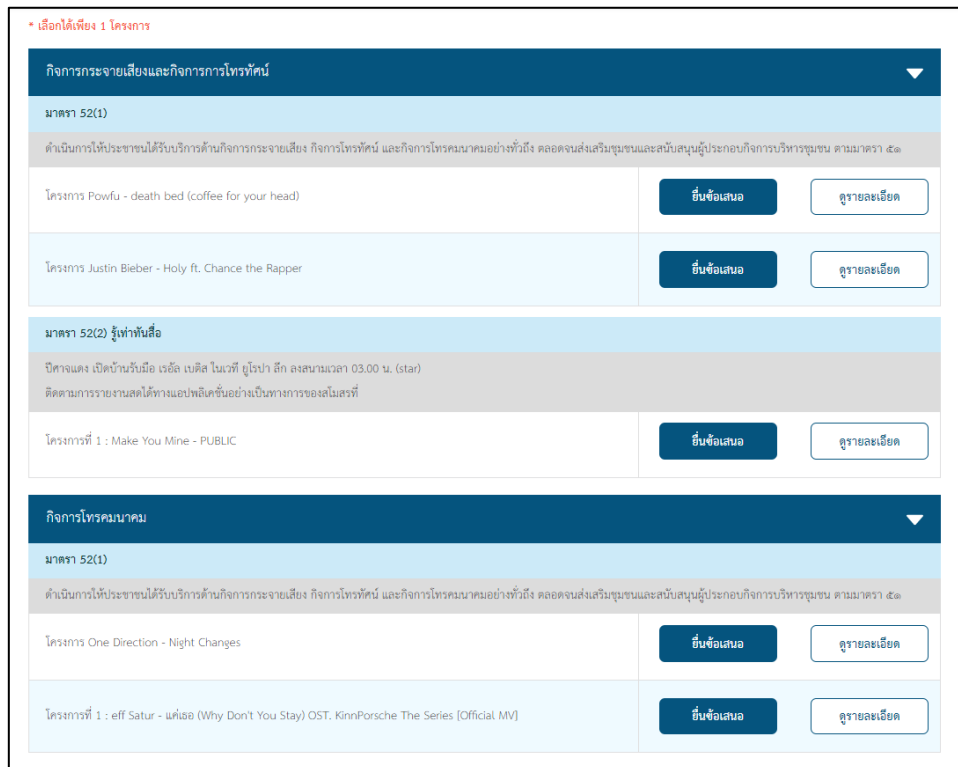 * เลือกได้เพียง 1 โครงการ
กิจการกระจายเสียงและกิจการการโทรทัศน์
มาตรา 52(1)
ดำเนินการให้ประชาชนได้รับบริการด้านกิจการกระจายเสียง กิจการโทรทัศน์ และกิจการโทรคมนาคมอย่างทั่วถึง ตลอดจนส่งเสริมชุมชนและสนับสนุนผู้ประกอบกิจการบริหารชุมชน ตามมาตรา ๕๑
โครงการ Powfu - death bed (coffee for your head) ยื่นข้อเสนอ ดูรายละเอียด
โครงการ Justin Bieber - Holy ft. Chance the Rapper ยื่นข้อเสนอ ดูรายละเอียด
มาตรา 52(2) รู้เท่าทันสื่อ
ปีศาจแดง เปิดบ้านรับมือ เรอัล เบติส ในเวที ยูโรปา ลีก ลงสนามเวลา 03.00 น. (star)
ติดตามการรายงานสดได้ทางแอปพลิเคชั่นอย่างเป็นทางการของสโมสรที่
โครงการที่ 1 : Make You Mine - PUBLIC ยื่นข้อเสนอ ดูรายละเอียด
กิจการโทรคมนาคม
มาตรา 52(1)
ดำเนินการให้ประชาชนได้รับบริการด้านกิจการกระจายเสียง กิจการโทรทัศน์ และกิจการโทรคมนาคมอย่างทั่วถึง ตลอดจนส่งเสริมชุมชนและสนับสนุนผู้ประกอบกิจการบริหารชุมชน ตามมาตรา ๕๑
โครงการ One Direction - Night Changes ยื่นข้อเสนอ ดูรายละเอียด
โครงการที่ 1 : eff Satur - แค่เธอ (Why Don't You Stay) OST. KinnPorsche The Series [Official MV] ยื่นข้อเสนอ ดูรายละเอียด